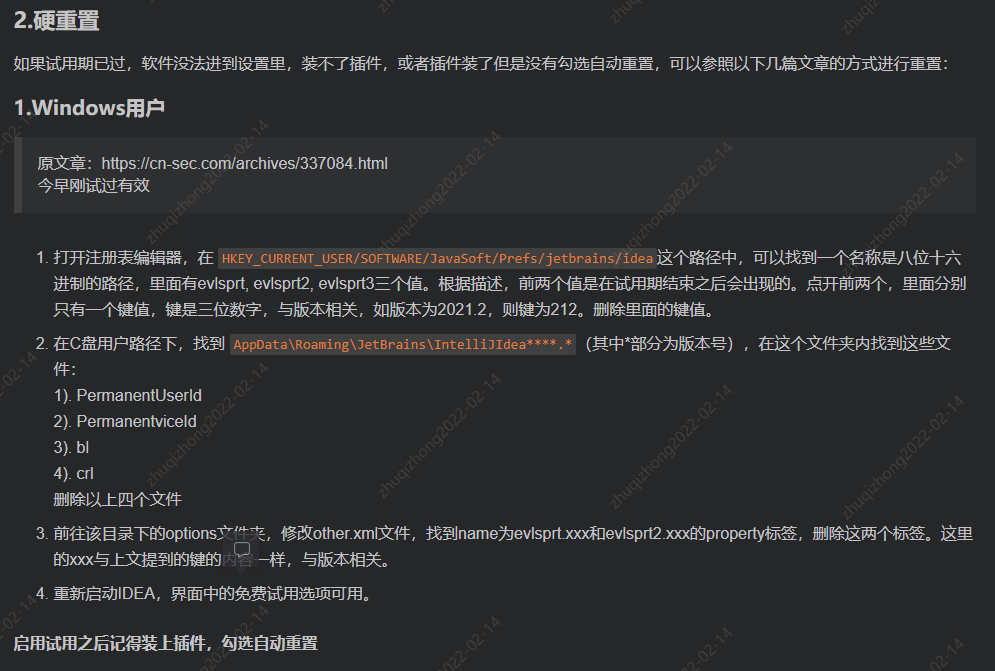 2.硬重置
如果试用期已过，软件没法进到设置里，装不了插件，或者插件装了但是没有勾选自动重置，可以参照以下几篇文章的方式进行重置：
1.Windows用户
原文章：https://cn-sec.com/archives/337084.html
今早刚试过有效
1. 打开注册表编辑器，在 HKEY_CURRENT_USER/SOFTWARE/JavaSoft/Prefs/jetbrains/idea 这个路径中，可以找到一个名称是八位十六
进制的路径，里面有evlsprt, evlsprt2, evlsprt3三个值。根据描述，前两个值是在试用期结束之后会出现的。点开前两个，里面分别
只有一个键值，键是三位数字，与版本相关，如版本为2021.2，则键为212。删除里面的键值。
2. 在C盘用户路径下，找到 AppData\Roaming\JetBrains\IntelliJIdea****.* （其中*部分为版本号），在这个文件夹内找到这些文
件：
1). PermanentUserId
2). PermanentviceId
3). bl
4). crl
删除以上四个文件
3. 前往该目录下的options文件夹，修改other.xml文件，找到name为evlsprt.xxx和evlsprt2.xxx的property标签，删除这两个标签。这里
的xxx与上文提到的键的内容一样，与版本相关。
4. 重新启动IDEA，界面中的免费试用选项可用。
启用试用之后记得装上插件，勾选自动重置
zhuqizhong2022-02-14